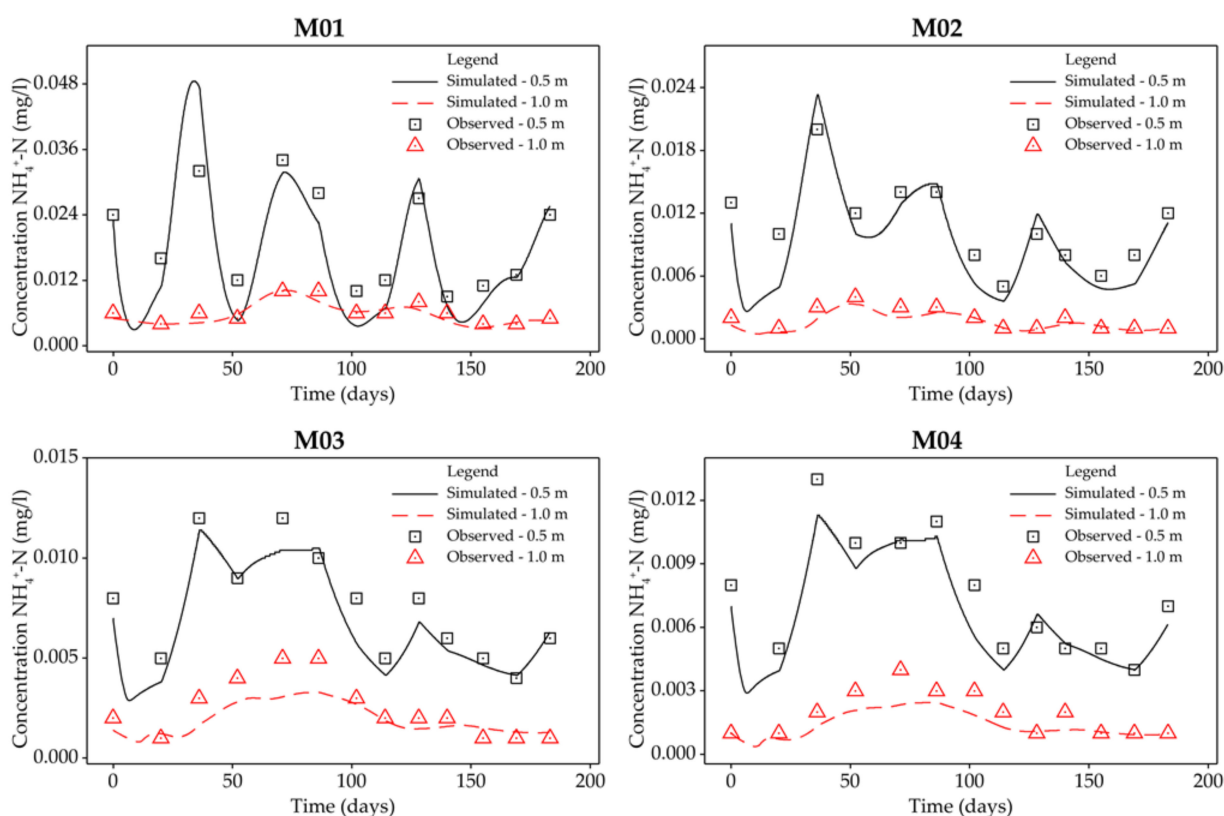 M01
Concentration NH₄⁺-N (mg/l)
0.048
0.036
0.024
0.012
0.000
Legend
Simulated - 0.5 m
Simulated - 1.0 m
Observed - 0.5 m
Observed - 1.0 m
0 50 100 150 200
Time (days)
M02
Concentration NH₄⁺-N (mg/l)
0.024
0.018
0.012
0.006
0.000
Legend
Simulated - 0.5 m
Simulated - 1.0 m
Observed - 0.5 m
Observed - 1.0 m
0 50 100 150 200
Time (days)
M03
Concentration NH₄⁺-N (mg/l)
0.015
0.010
0.005
0.000
Legend
Simulated - 0.5 m
Simulated - 1.0 m
Observed - 0.5 m
Observed - 1.0 m
0 50 100 150 200
Time (days)
M04
Concentration NH₄⁺-N (mg/l)
0.012
0.009
0.006
0.003
0.000
Legend
Simulated - 0.5 m
Simulated - 1.0 m
Observed - 0.5 m
Observed - 1.0 m
0 50 100 150 200
Time (days)